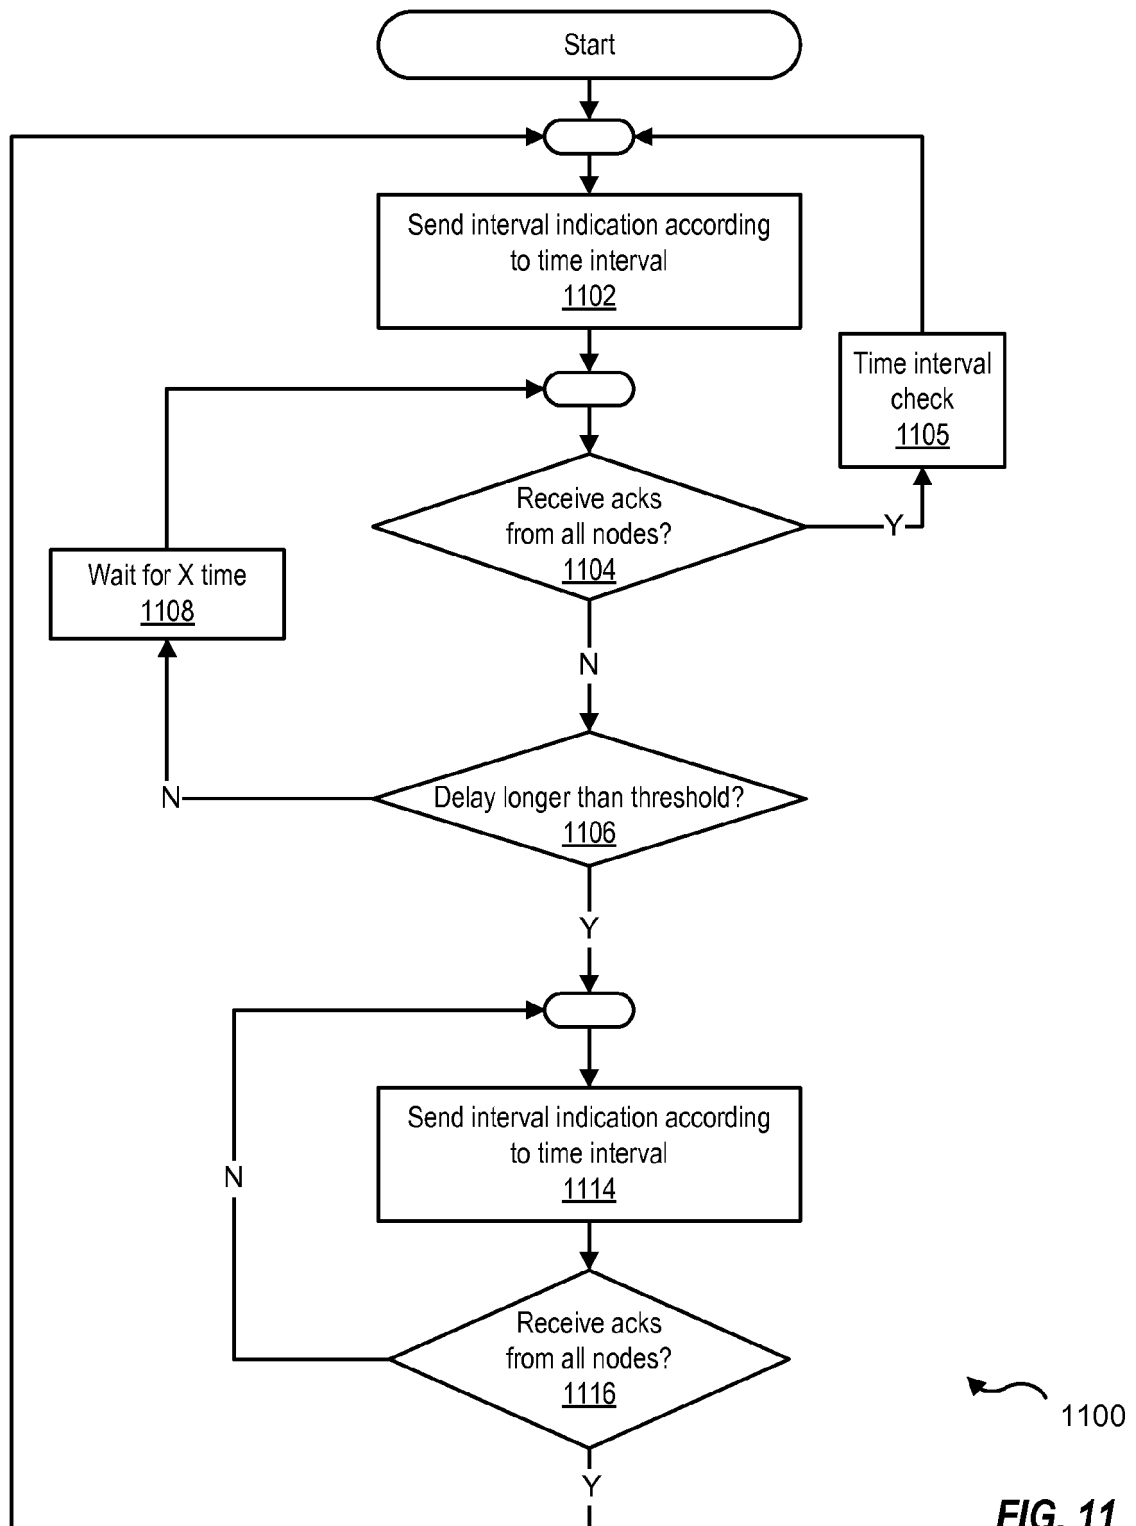 Start
Send interval indication according
to time interval
1102
Time interval
check
1105
Receive acks
from all nodes?
1104
Y
Wait for X time
1108
N
Delay longer than threshold?
1106
N
Y
Send interval indication according
to time interval
1114
N
Receive acks
from all nodes?
1116
1100
Y
FIG. 11